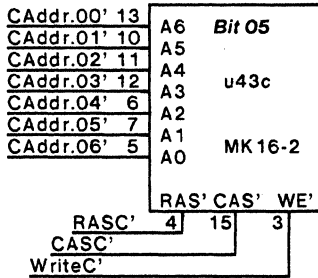 CAddr.00' 13 A6 Bit 05
CAddr.01' 10 A5
CAddr.02' 11 A4 u43c
CAddr.03' 12 A3
CAddr.04' 6 A2
CAddr.05' 7 A1 MK16-2
CAddr.06' 5 A0
RAS' CAS' WE'
RASC' 4 15 3
CASC'
WriteC'